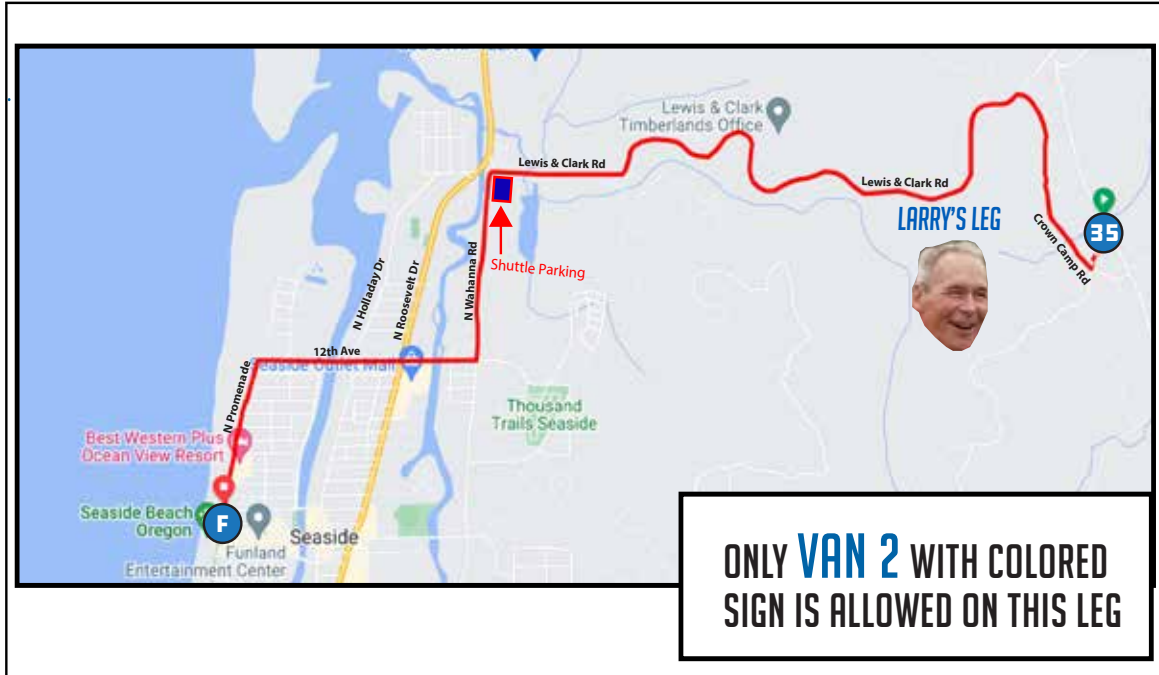 Lewis & Clark
Timberlands Office
Lewis & Clark Rd
Lewis & Clark Rd
LARRY'S LEG
35
Crown Camp Rd
Shuttle Parking
N Wahanna Rd
N Holladay Dr
N Roosevelt Dr
12th Ave
Seaside Outlet Mall
N Promenade
Thousand
Trails Seaside
Best Western Plus
Ocean View Resort
Seaside Beach
Oregon
F
Funland
Entertainment Center
Seaside
ONLY VAN 2 WITH COLORED
SIGN IS ALLOWED ON THIS LEG